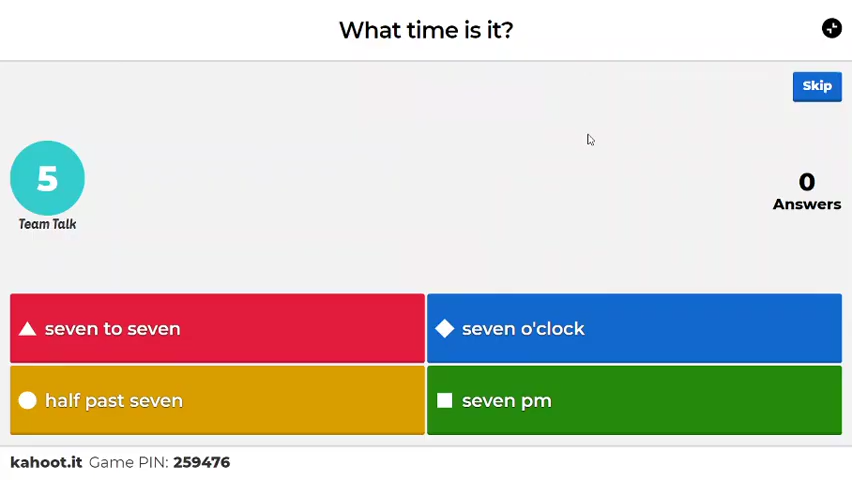 What time is it?
Skip
5
Team Talk
0
Answers
seven to seven
seven o'clock
half past seven
seven pm
kahoot.it Game PIN: 259476